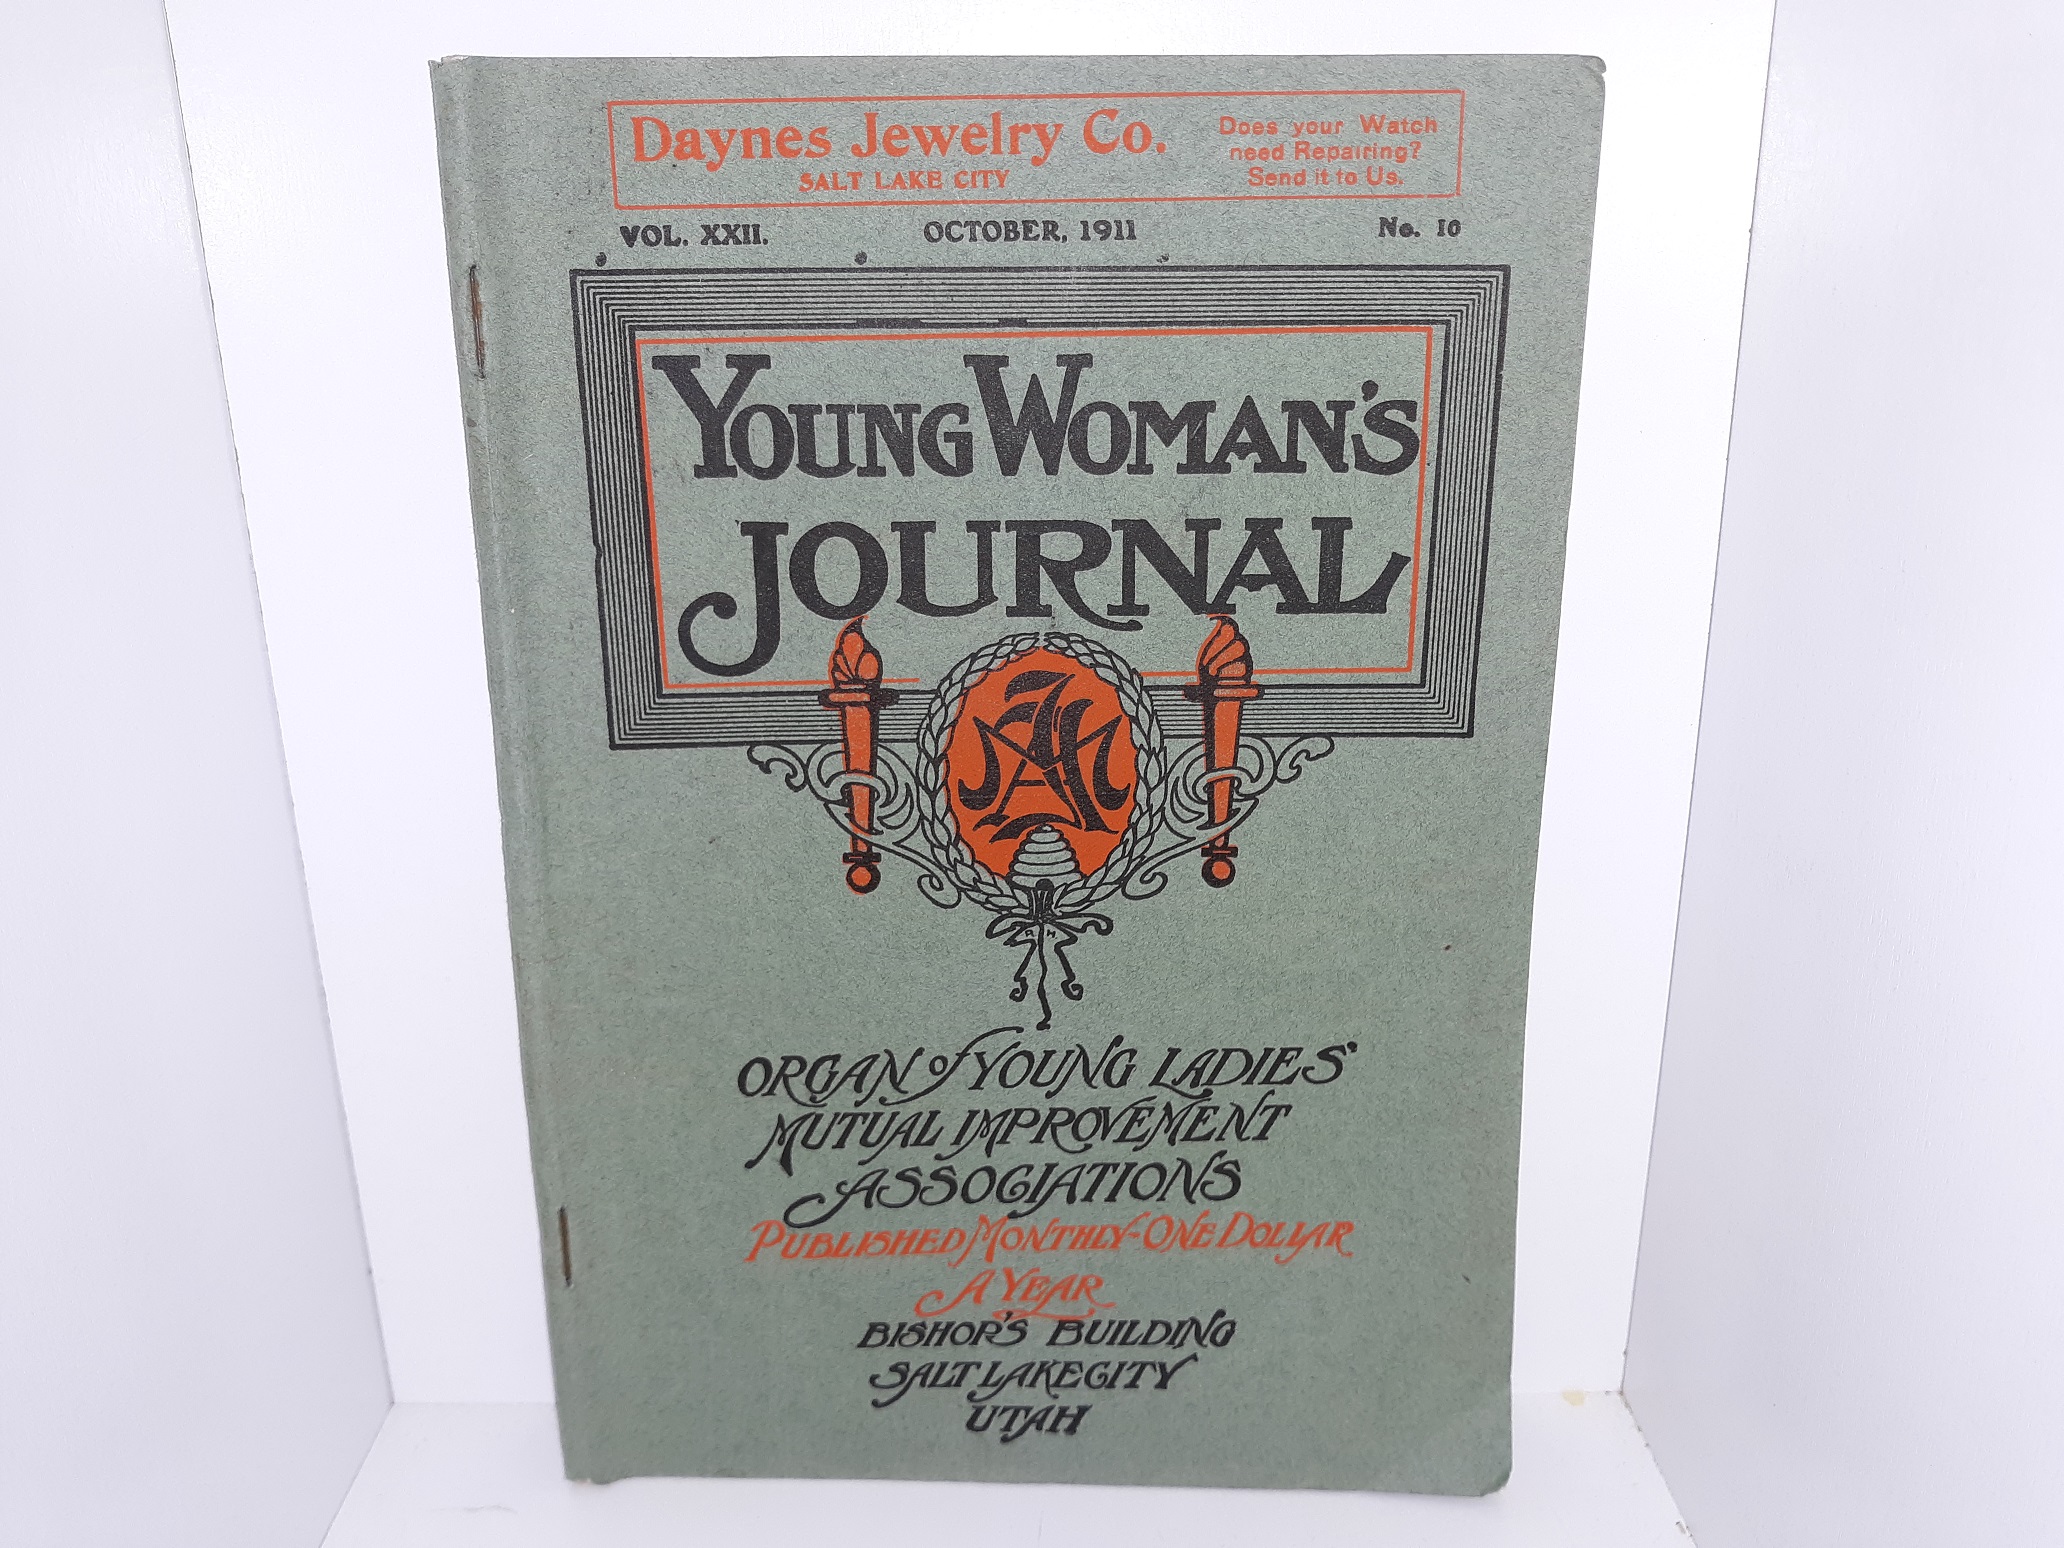 Daynes Jewelry Co.
SALT LAKE CITY
Does your Watch
need Repairing?
Send it to Us.
VOL. XXII. OCTOBER, 1911 No. 10
YOUNG WOMAN'S
JOURNAL
R H
ORGAN of YOUNG LADIES'
MUTUAL IMPROVEMENT
ASSOCIATIONS
PUBLISHED MONTHLY-ONE DOLLAR
A YEAR
BISHOP'S BUILDING
SALT LAKE CITY
UTAH